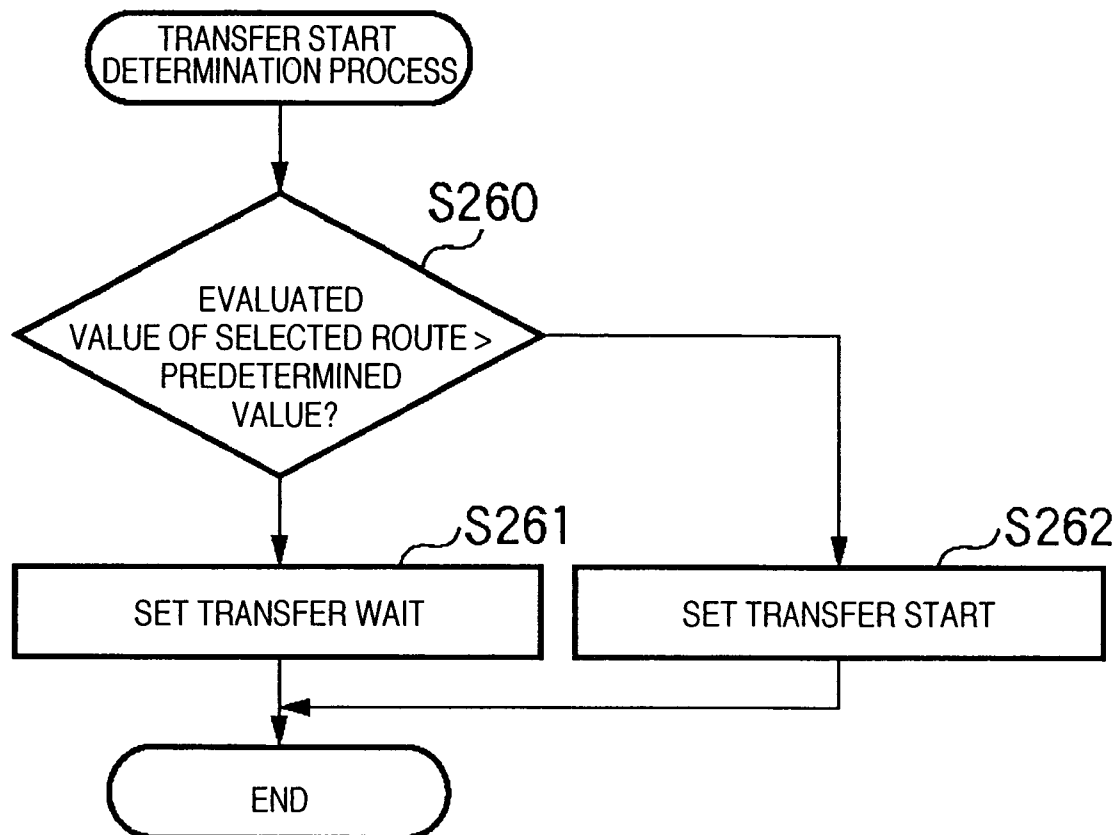 TRANSFER START
DETERMINATION PROCESS
S260
EVALUATED
VALUE OF SELECTED ROUTE >
PREDETERMINED
VALUE?
S261
S262
SET TRANSFER WAIT
SET TRANSFER START
END